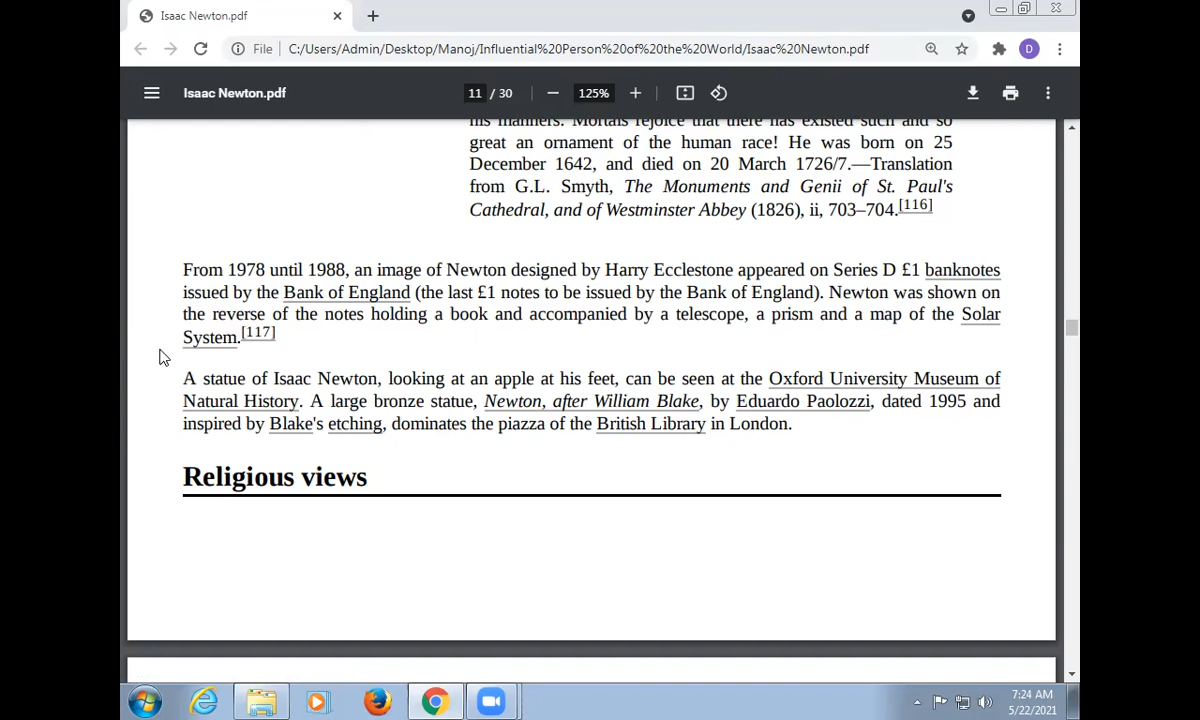 Isaac Newton.pdf
File
C:/Users/Admin/Desktop/Manoj/Influential%20Person%20of%20the%20World/Isaac%20Newton.pdf
D
Isaac Newton.pdf
11 / 30
125%
his manners. Mortals rejoice that there has existed such and so
great an ornament of the human race! He was born on 25
December 1642, and died on 20 March 1726/7.—Translation
from G.L. Smyth, The Monuments and Genii of St. Paul's
Cathedral, and of Westminster Abbey (1826), ii, 703–704.[116]
From 1978 until 1988, an image of Newton designed by Harry Ecclestone appeared on Series D £1 banknotes
issued by the Bank of England (the last £1 notes to be issued by the Bank of England). Newton was shown on
the reverse of the notes holding a book and accompanied by a telescope, a prism and a map of the Solar
System.[117]
A statue of Isaac Newton, looking at an apple at his feet, can be seen at the Oxford University Museum of
Natural History. A large bronze statue, Newton, after William Blake, by Eduardo Paolozzi, dated 1995 and
inspired by Blake's etching, dominates the piazza of the British Library in London.
Religious views
7:24 AM
5/22/2021